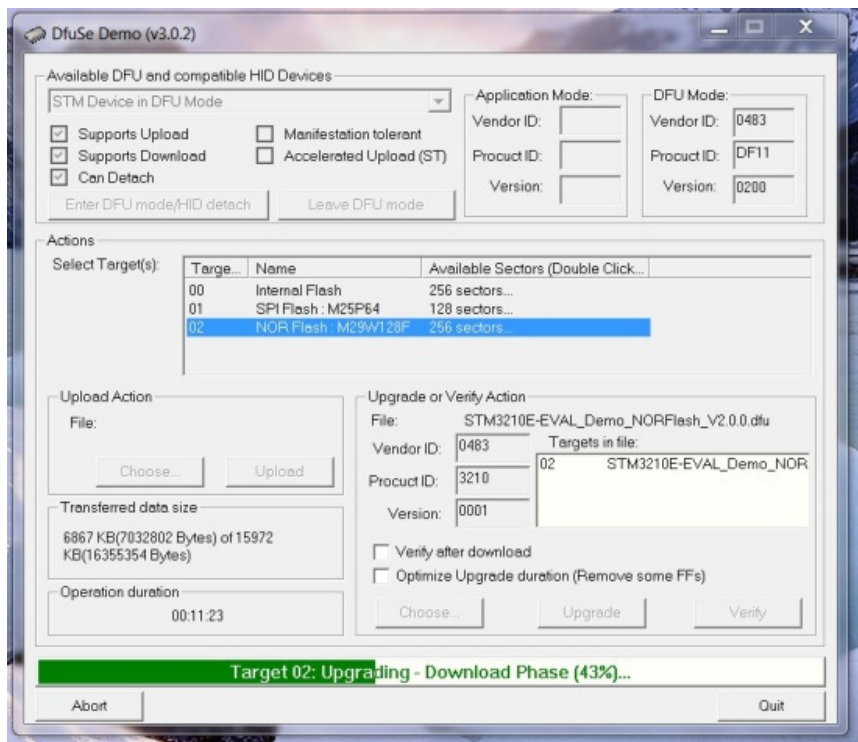 DfuSe Demo (v3.0.2)
Available DFU and compatible HID Devices
STM Device in DFU Mode
Supports Upload
Manifestation tolerant
Supports Download
Accelerated Upload (ST)
Can Detach
Enter DFU mode/HID detach
Leave DFU mode
Application Mode:
Vendor ID:
Procuct ID:
Version:
DFU Mode:
Vendor ID: 0483
Procuct ID: DF11
Version: 0200
Actions
Select Target(s):
Targe... Name Available Sectors (Double Click...
00 Internal Flash 256 sectors...
01 SPI Flash : M25P64 128 sectors...
02 NOR Flash : M29W128F 256 sectors...
Upload Action
File:
Choose... Upload
Transferred data size
6867 KB(7032802 Bytes) of 15972
KB(16355354 Bytes)
Operation duration
00:11:23
Upgrade or Verify Action
File: STM3210E-EVAL_Demo_NORFlash_V2.0.0.dfu
Vendor ID: 0483
Procuct ID: 3210
Version: 0001
Targets in file:
02 STM3210E-EVAL_Demo_NOR
Verify after download
Optimize Upgrade duration (Remove some FFs)
Choose... Upgrade Verify
Target 02: Upgrading - Download Phase (43%)...
Abort Quit